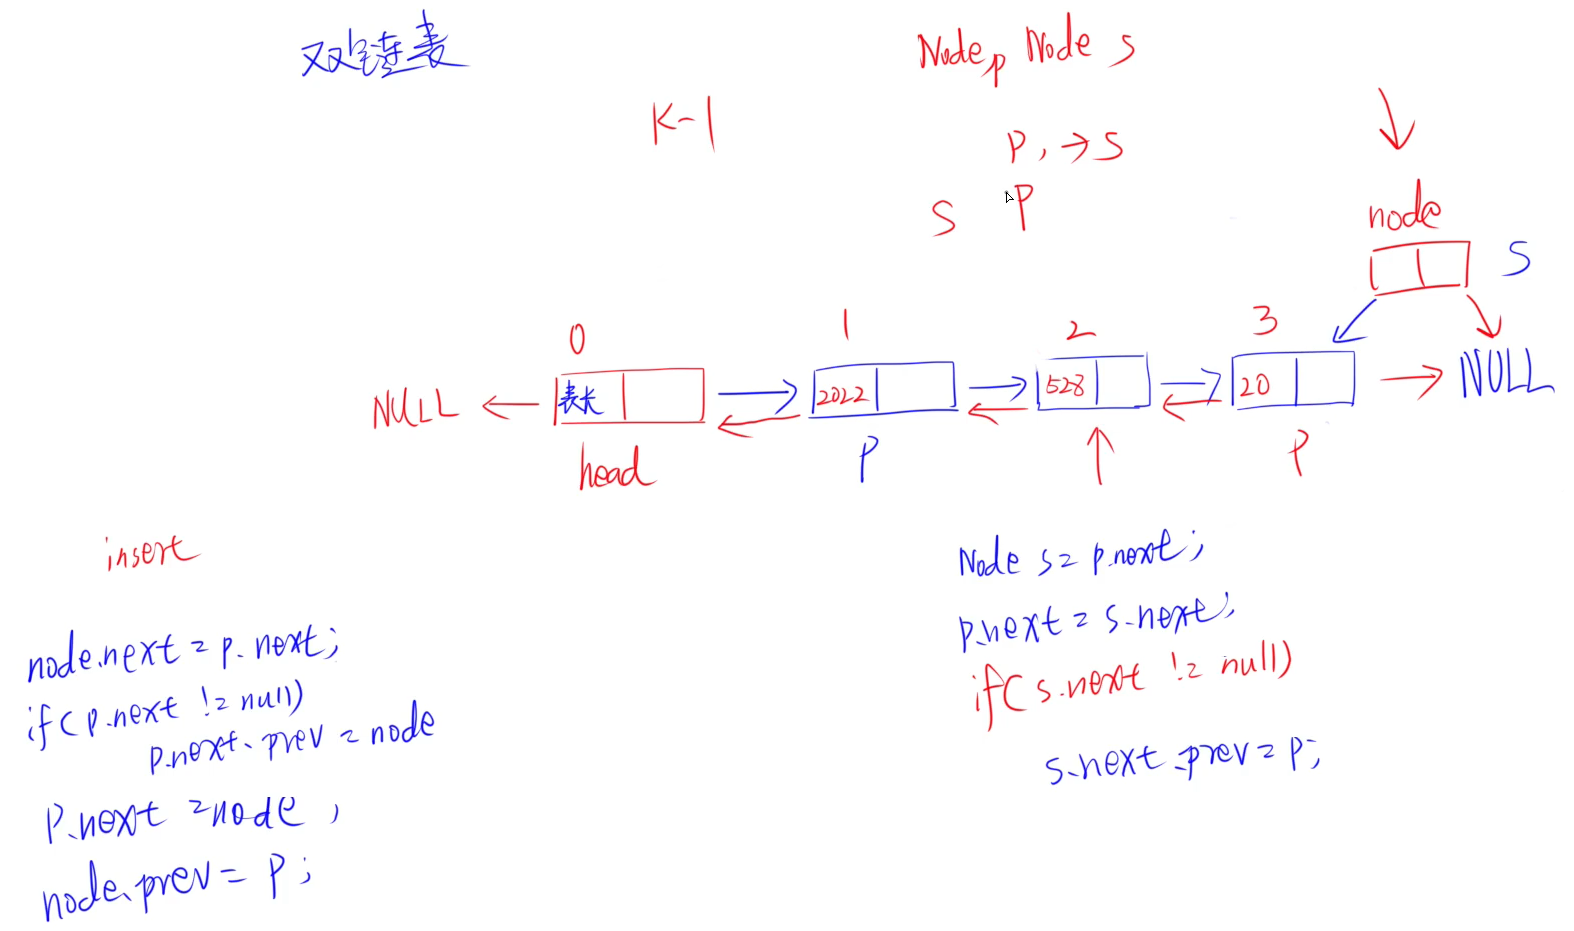 双链表
Node p Node s
K-1
P, → S
S P
node
S
0 1 2 3
NULL ← 表长 → 2022 → 528 → 20 → NULL
head P ↑ P
insert
node.next = p.next;
if(p.next != null)
p.next.prev = node
P.next = node ,
node.prev = P;
Node s = p.next;
p.next = s.next;
if(s.next != null)
s.next.prev = p;